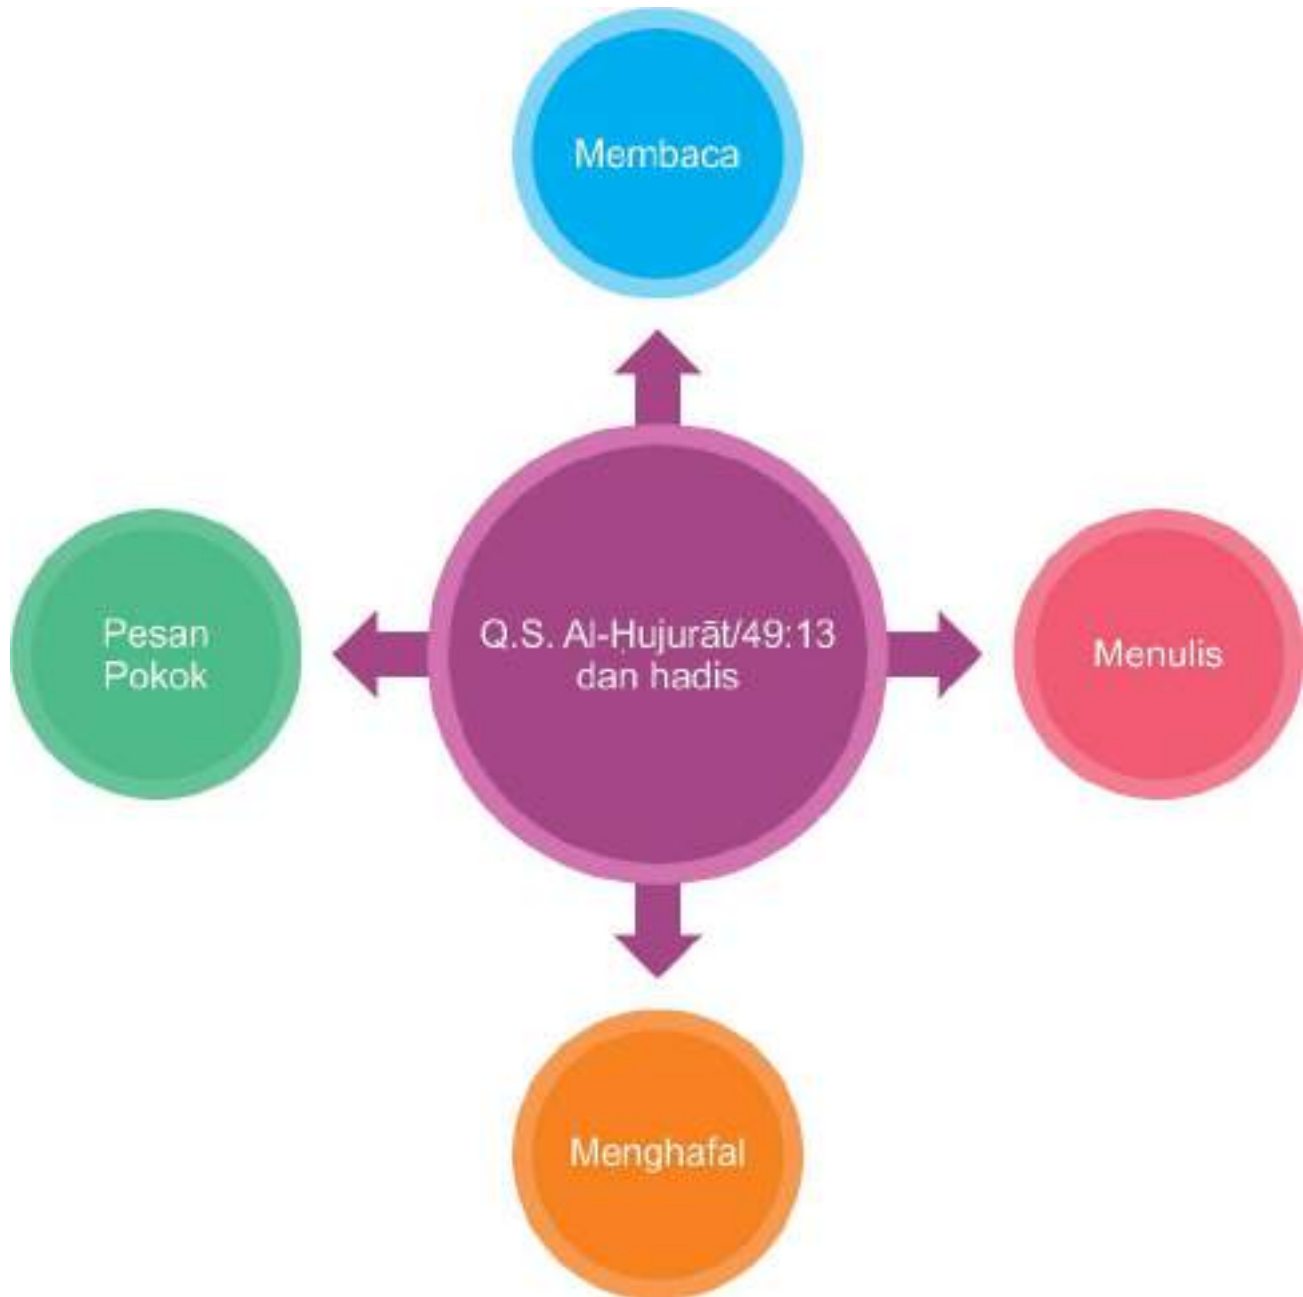 Membaca
Pesan
Pokok
Q.S. Al-Ḥujurāt/49:13
dan hadis
Menulis
Menghafal